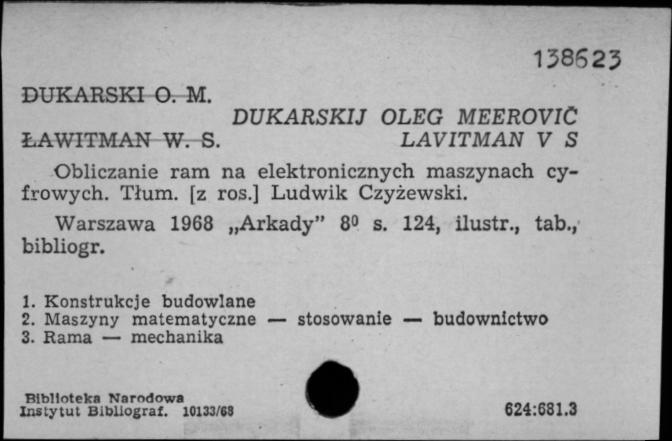 138623
DUKARSKI O. M.
DUKARSKIJ OLEG MEEROVIČ
ŁAWITMAN W. S.
LAVITMAN V S
Obliczanie ram na elektronicznych maszynach cy-
frowych. Tłum. [z ros.] Ludwik Czyżewski.
Warszawa 1968 „Arkady” 8⁰ s. 124, ilustr., tab.,
bibliogr.
1. Konstrukcje budowlane
2. Maszyny matematyczne — stosowanie — budownictwo
3. Rama — mechanika
Biblioteka Narodowa
Instytut Bibliograf. 10133/68
624:681.3